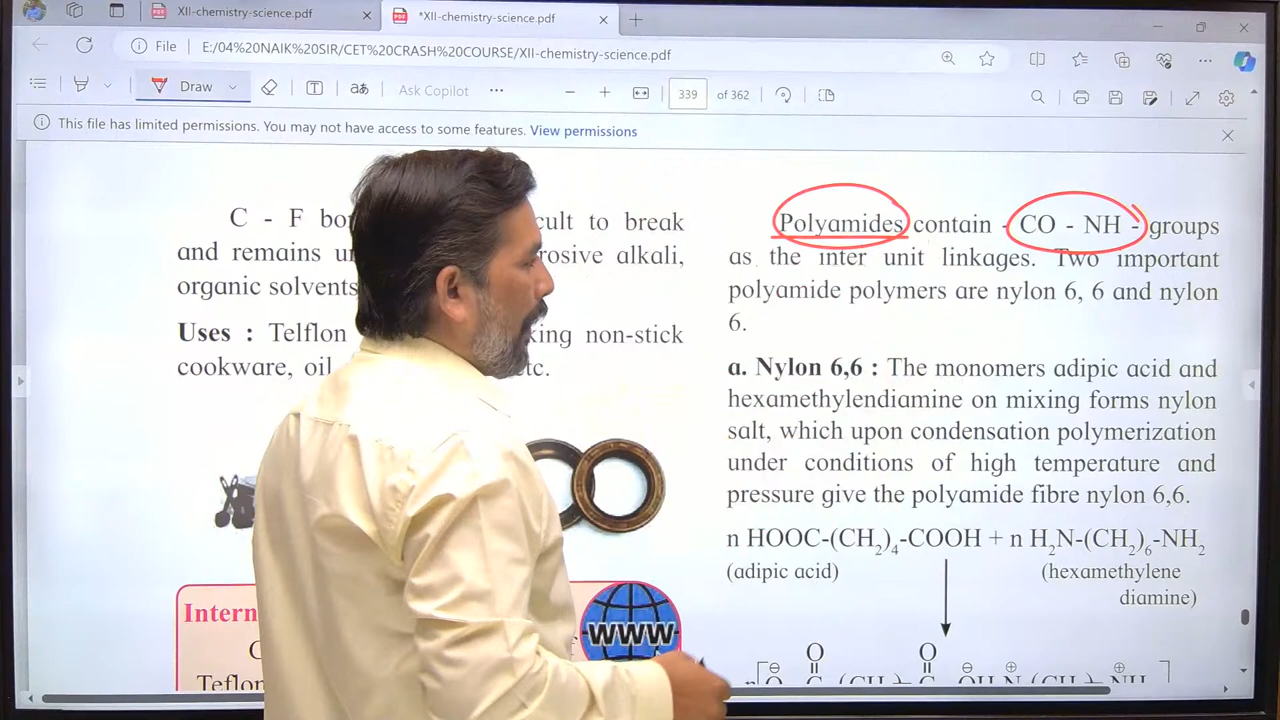 XII-chemistry-science.pdf
*XII-chemistry-science.pdf
File
E:/04%20NAIK%20SIR/CET%20CRASH%20COURSE/XII-chemistry-science.pdf
Draw
aあ
Ask Copilot
339
of 362
This file has limited permissions. You may not have access to some features. View permissions
C - F
cult to break
and remains
rosive alkali,
organic solvents
Uses : Telflon
king non-stick
cookware, oil
etc.
Intern
WWW
Teflon
Polyamides contain - CO - NH - groups
as the inter unit linkages. Two important
polyamide polymers are nylon 6, 6 and nylon
6.
a. Nylon 6,6 : The monomers adipic acid and
hexamethylendiamine on mixing forms nylon
salt, which upon condensation polymerization
under conditions of high temperature and
pressure give the polyamide fibre nylon 6,6.
n HOOC-(CH2)4-COOH + n H2N-(CH2)6-NH2
(adipic acid)
(hexamethylene
diamine)
O
O